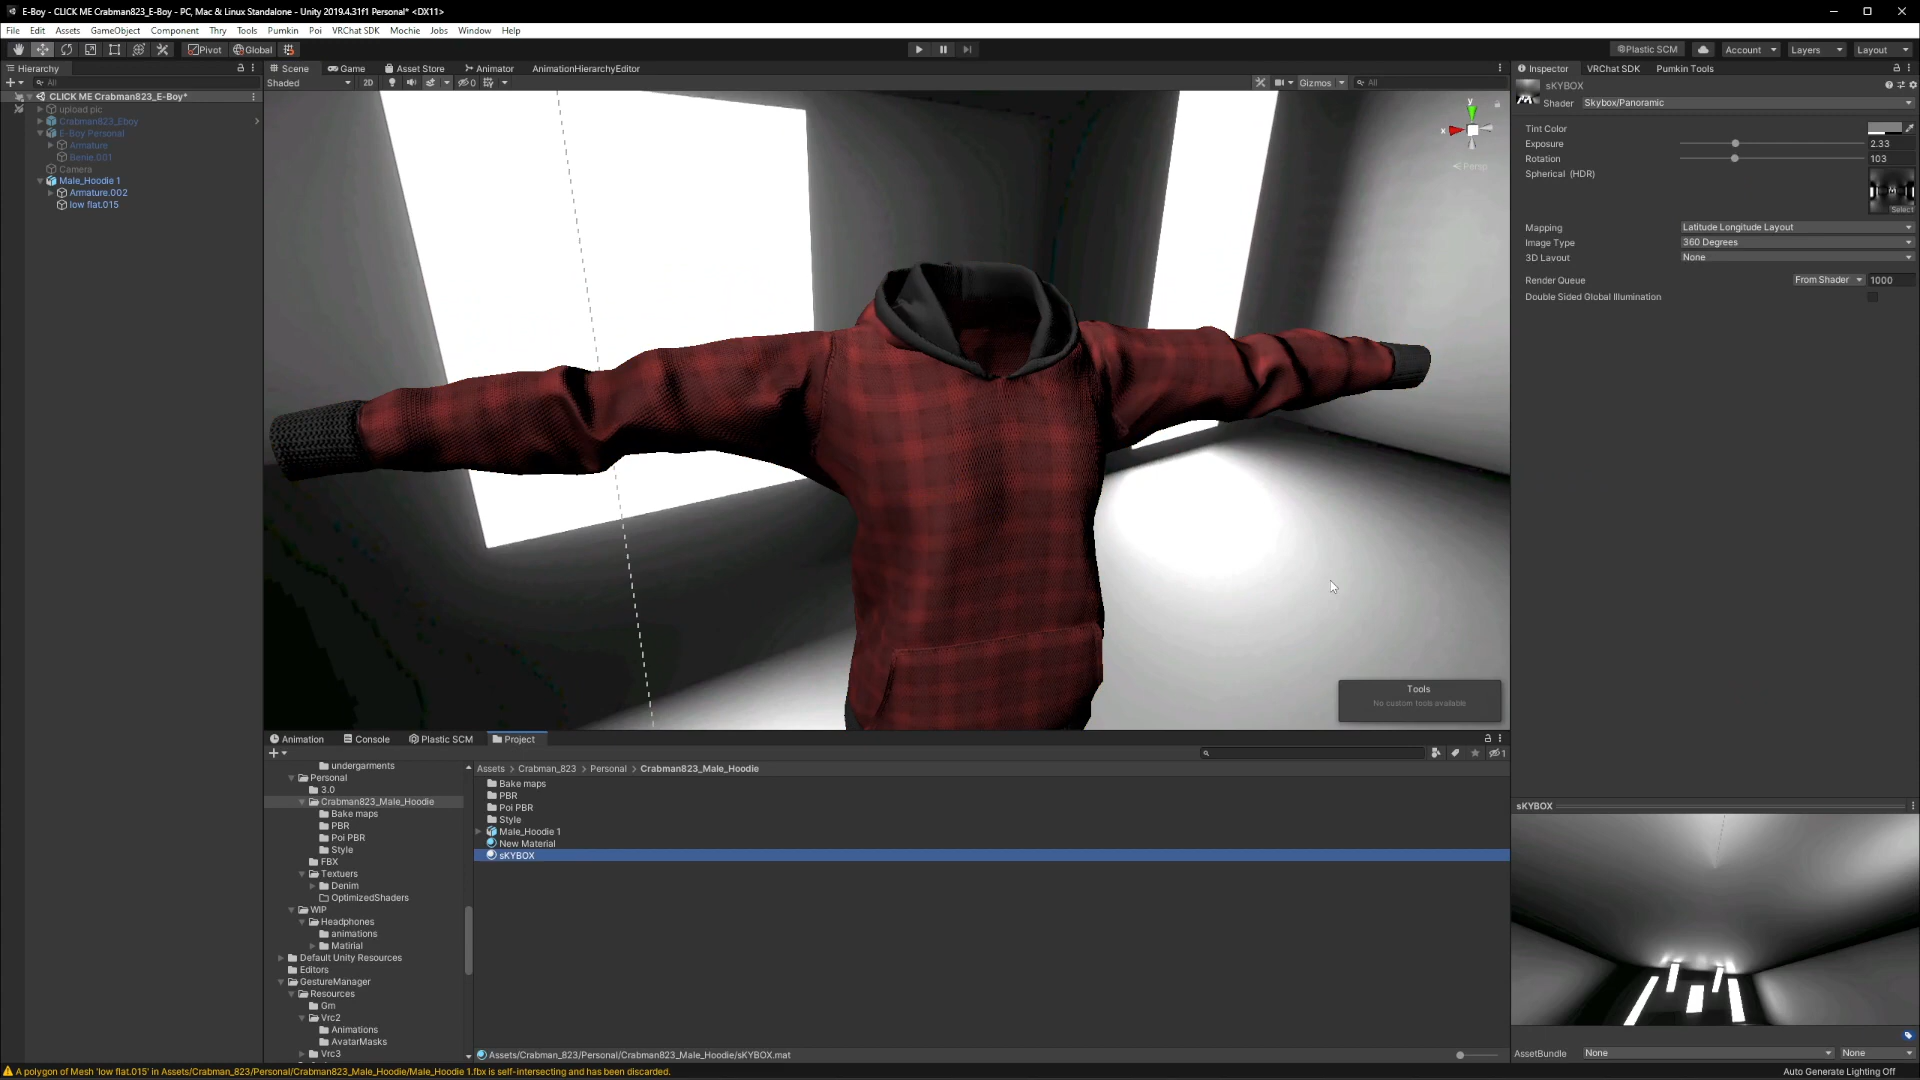 E-Boy - CLICK ME Crabman823_E-Boy - PC, Mac & Linux Standalone - Unity 2019.4.31f1 Personal* <DX11>
File Edit Assets GameObject Component Thry Tools Pumkin Poi VRChat SDK Mochie Jobs Window Help
Pivot Global Plastic SCM Account Layers Layout
Hierarchy
All
CLICK ME Crabman823_E-Boy*
upload pic
Crabman823_Eboy
E-Boy Personal
Armature
Benie.001
Camera
Male_Hoodie 1
Armature.002
low flat.015
Scene Game Asset Store Animator AnimationHierarchyEditor
Shaded 2D 0 Gizmos All
y
x
Persp
Tools
No custom tools available
Animation Console Plastic SCM Project
1
undergarments
Personal
3.0
Crabman823_Male_Hoodie
Bake maps
PBR
Poi PBR
Style
FBX
Textuers
Denim
OptimizedShaders
WIP
Headphones
animations
Matirial
Default Unity Resources
Editors
GestureManager
Resources
Gm
Vrc2
Animations
AvatarMasks
Vrc3
Assets > Crabman_823 > Personal > Crabman823_Male_Hoodie
Bake maps
PBR
Poi PBR
Style
Male_Hoodie 1
New Material
sKYBOX
Assets/Crabman_823/Personal/Crabman823_Male_Hoodie/sKYBOX.mat
Inspector VRChat SDK Pumkin Tools
sKYBOX
Shader Skybox/Panoramic
Tint Color
Exposure 2.33
Rotation 103
Spherical (HDR)
Select
Mapping Latitude Longitude Layout
Image Type 360 Degrees
3D Layout None
Render Queue From Shader 1000
Double Sided Global Illumination
sKYBOX
AssetBundle None None
A polygon of Mesh 'low flat.015' in Assets/Crabman_823/Personal/Crabman823_Male_Hoodie/Male_Hoodie 1.fbx is self-intersecting and has been discarded.
Auto Generate Lighting Off